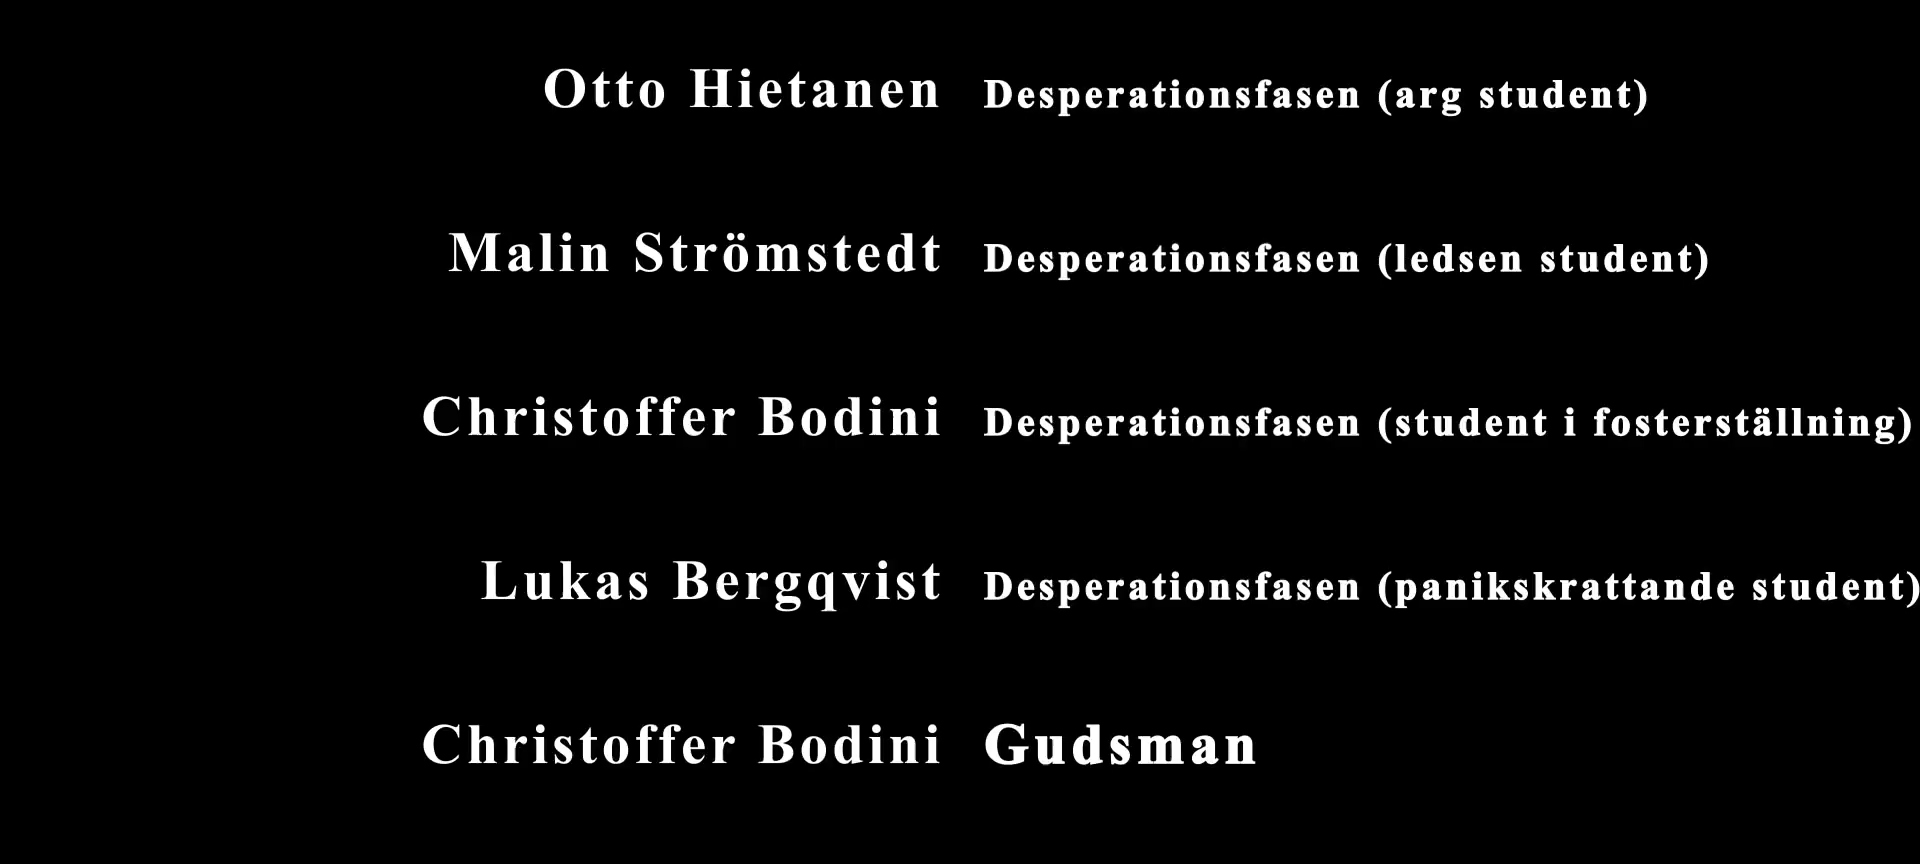 Otto Hietanen Desperationsfasen (arg student)
Malin Strömstedt Desperationsfasen (ledsen student)
Christoffer Bodini Desperationsfasen (student i fosterställning)
Lukas Bergqvist Desperationsfasen (panikskrattande student)
Christoffer Bodini Gudsman